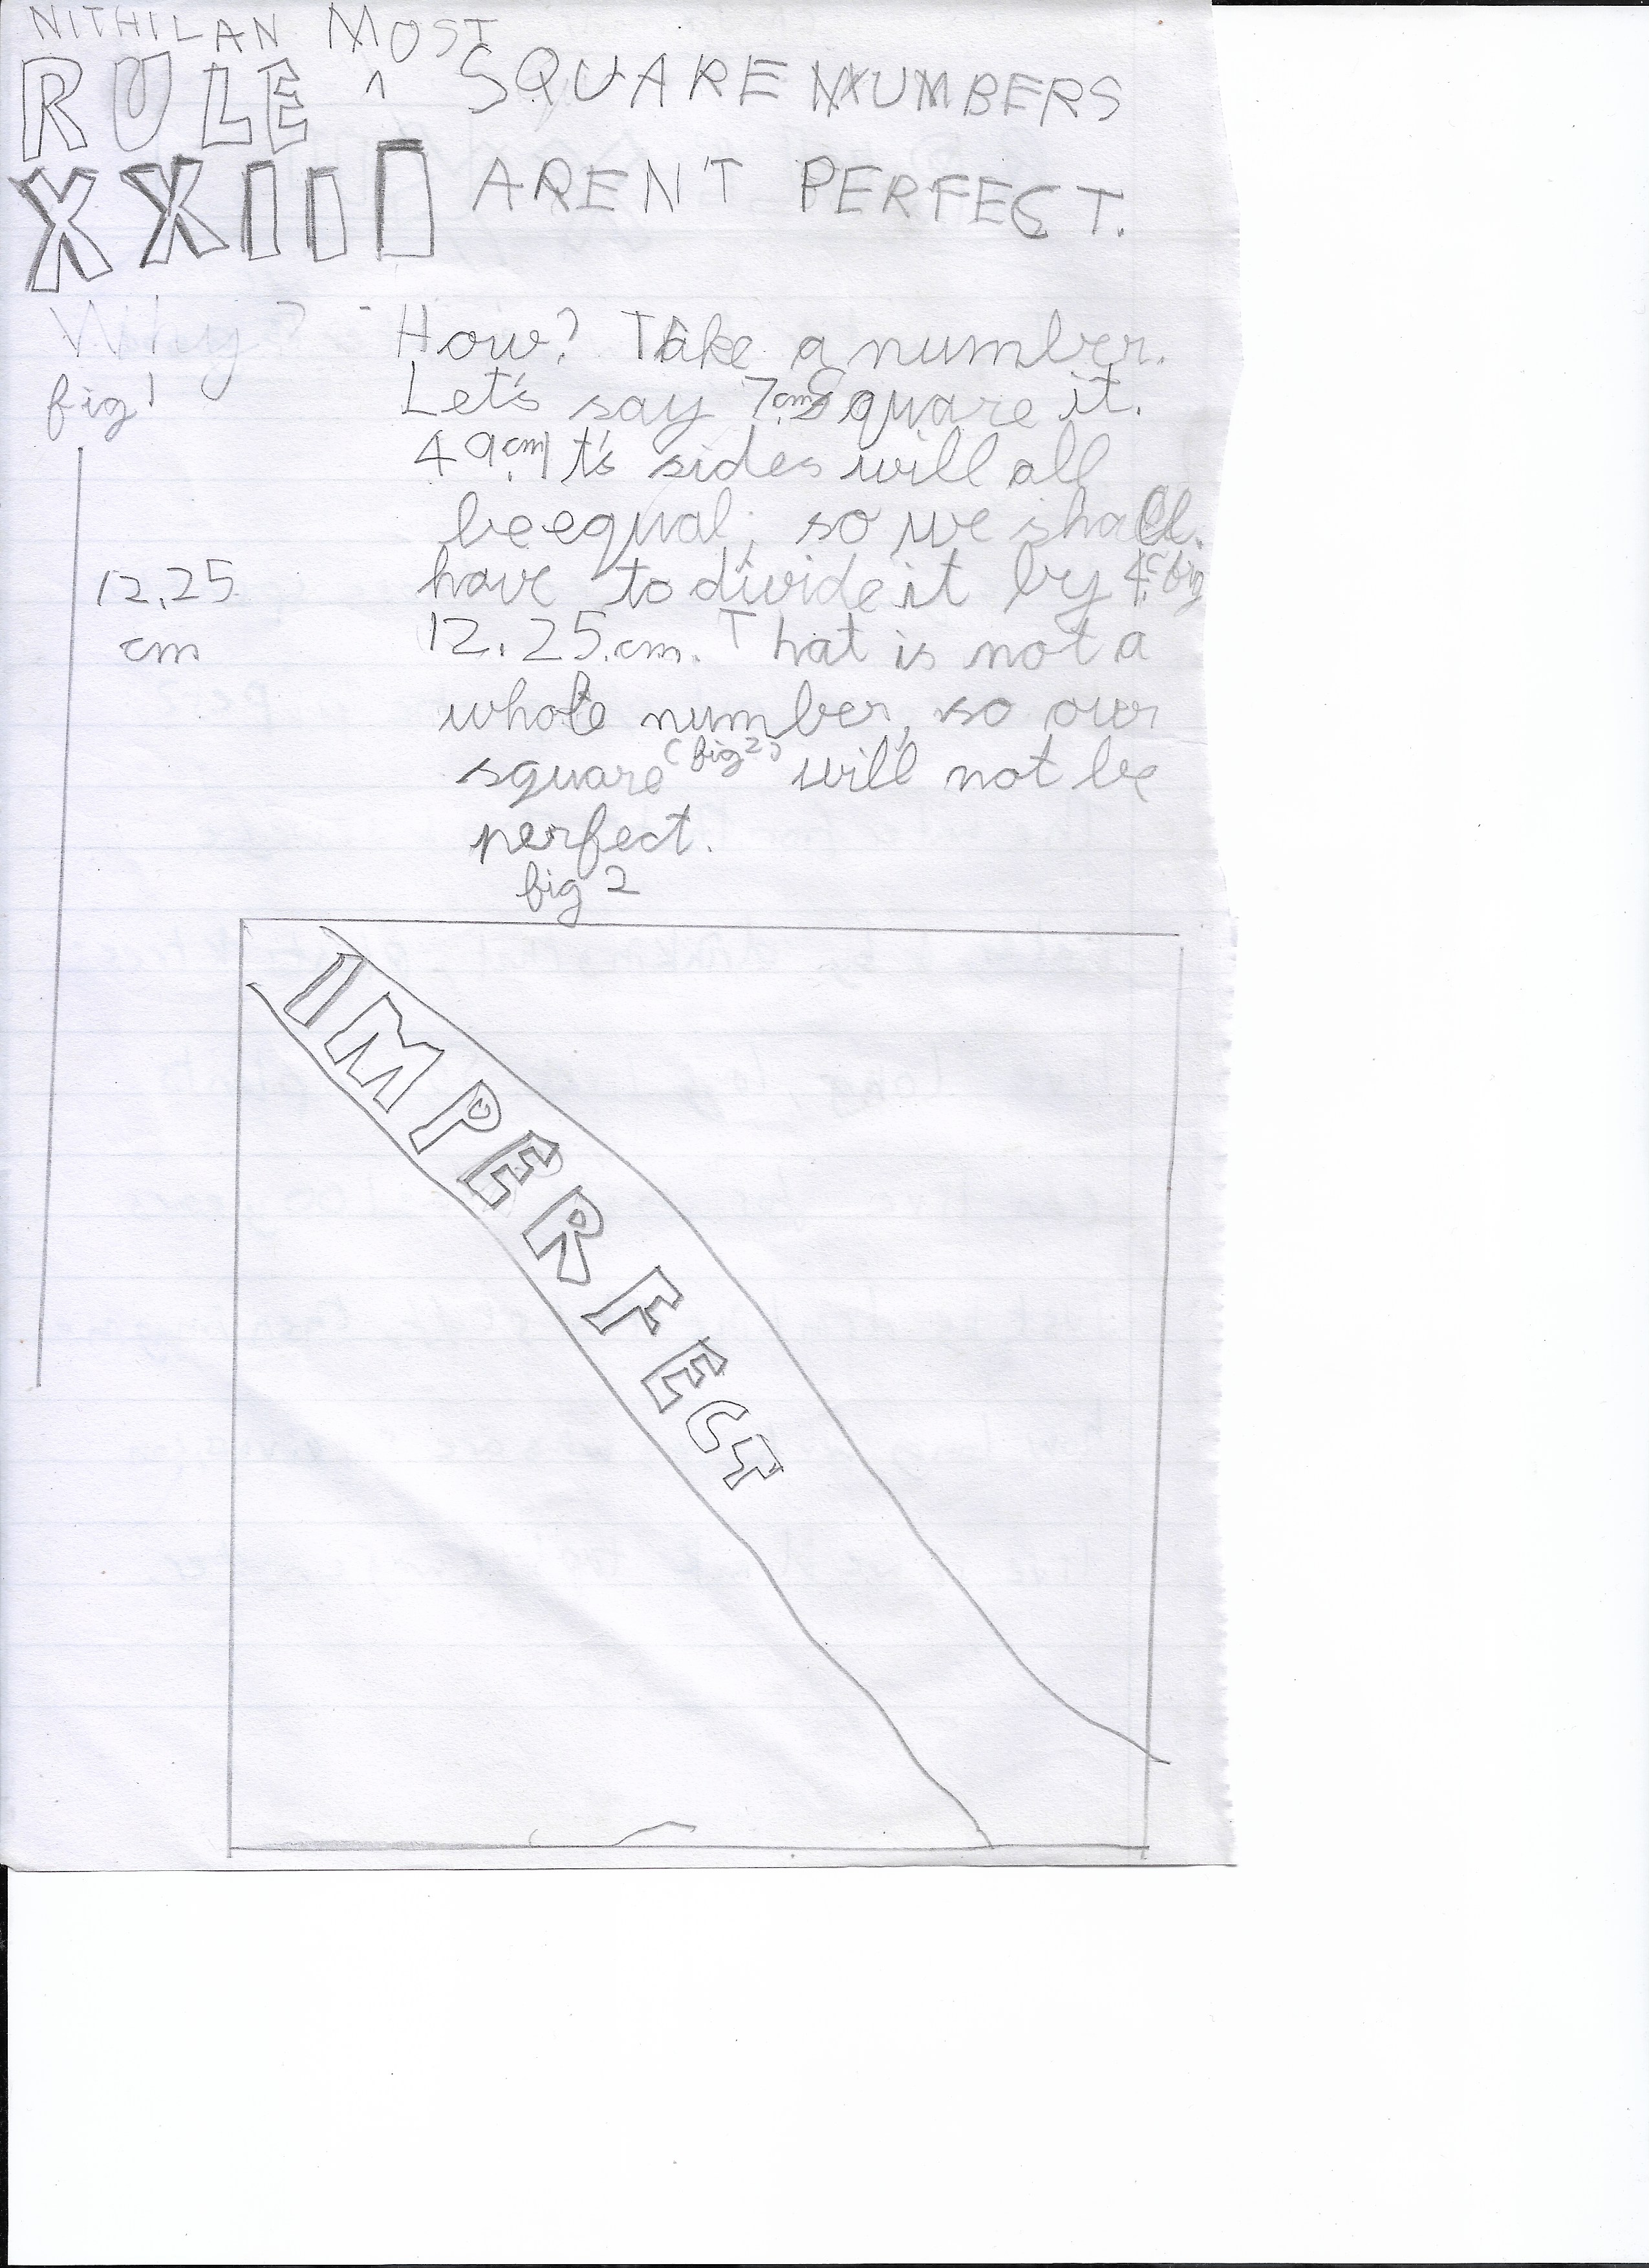 NITHILAN MOST
RULE ^ SQUARE NUMBERS
XXIII AREN'T PERFECT.
Why? How? Take a number.
fig 1 Let's say 7cm. Square it.
49cm. It's sides will all
be equal; so we shall
12.25 have to divide it by 4. (fig
cm 12.25.cm. That is not a
whole number, so our
square (fig 2) will not be
perfect.
fig 2
IMPERFECT